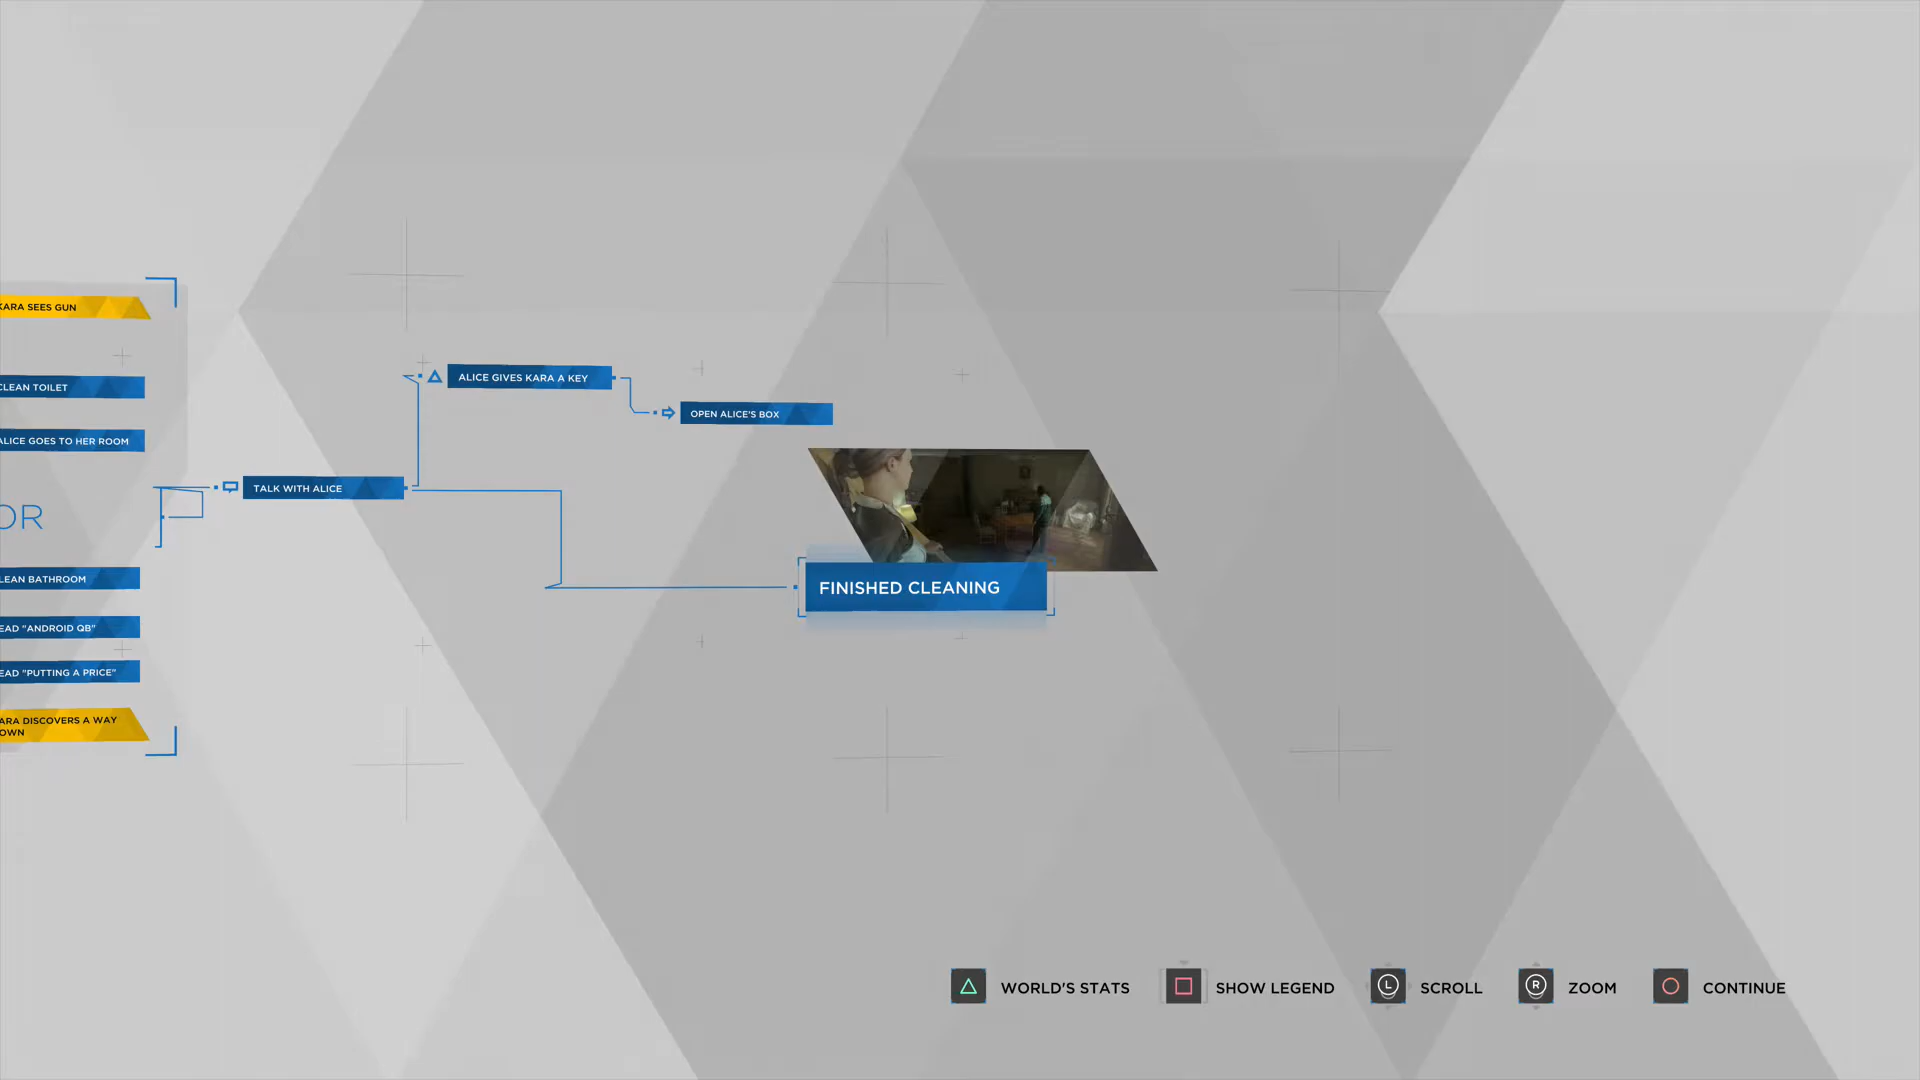 KARA SEES GUN
CLEAN TOILET
ALICE GOES TO HER ROOM
OR
LEAN BATHROOM
EAD "ANDROID QB"
EAD "PUTTING A PRICE"
ARA DISCOVERS A WAY
OWN
TALK WITH ALICE
ALICE GIVES KARA A KEY
OPEN ALICE'S BOX
FINISHED CLEANING
WORLD'S STATS
SHOW LEGEND
L
SCROLL
R
ZOOM
CONTINUE